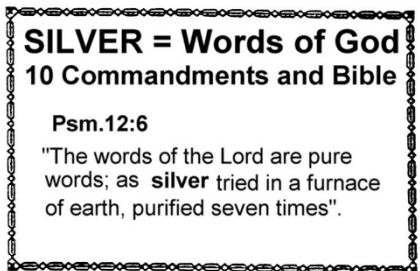 SILVER = Words of God
10 Commandments and Bible
Psm.12:6
"The words of the Lord are pure
words; as silver tried in a furnace
of earth, purified seven times".